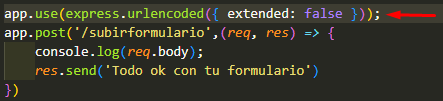 app.use(express.urlencoded({ extended: false }));
app.post('/subirformulario',(req, res) => {
    console.log(req.body);
    res.send('Todo ok con tu formulario')
})